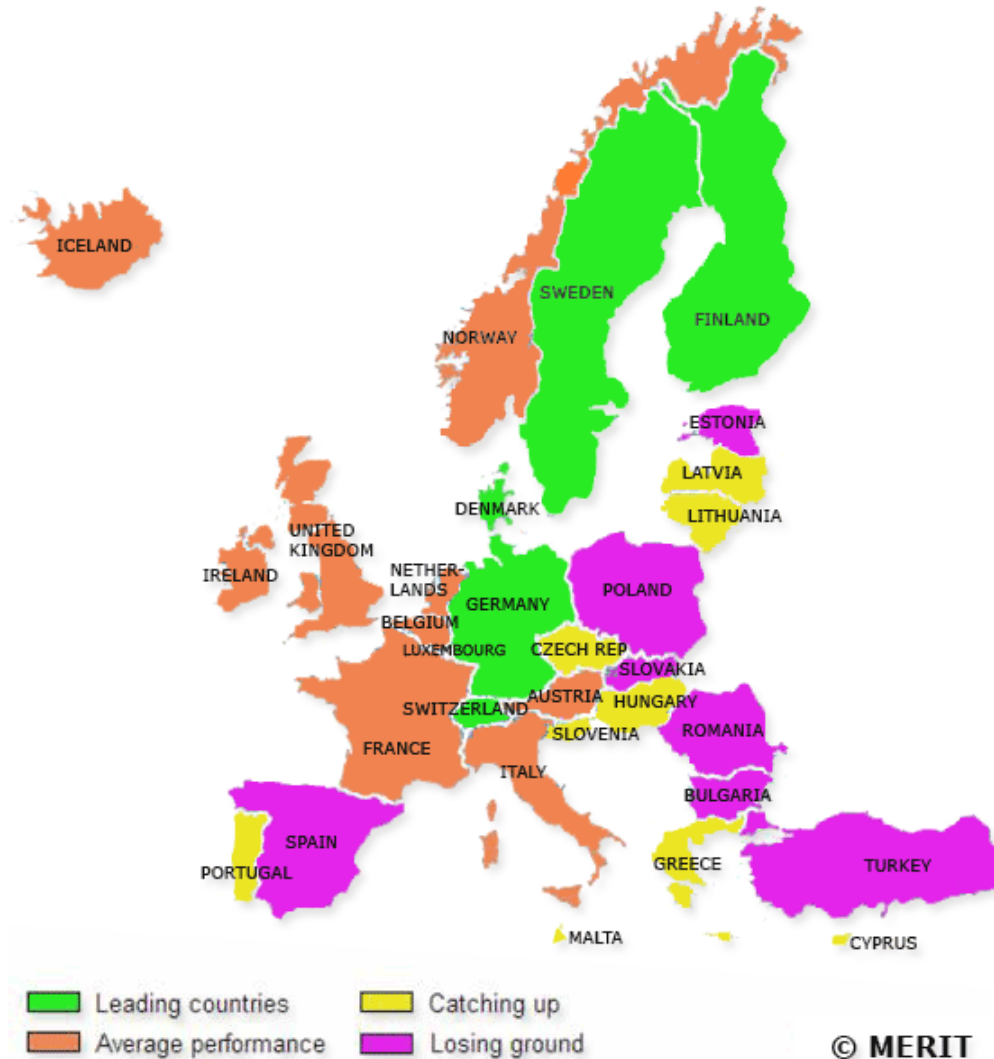 ICELAND
SWEDEN
FINLAND
NORWAY
ESTONIA
LATVIA
DENMARK
LITHUANIA
UNITED
KINGDOM
IRELAND
NETHER-
LANDS
GERMANY
POLAND
BELGIUM
LUXEMBOURG
CZECH REP
SLOVAKIA
AUSTRIA
HUNGARY
SWITZERLAND
SLOVENIA
ROMANIA
FRANCE
ITALY
BULGARIA
SPAIN
PORTUGAL
GREECE
TURKEY
MALTA
CYPRUS
Leading countries
Catching up
Average performance
Losing ground
© MERIT